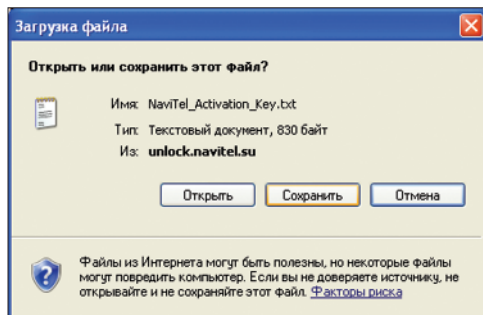 Загрузка файла
Открыть или сохранить этот файл?
Имя: NaviTel_Activation_Key.txt
Тип: Текстовый документ, 830 байт
Из: unlock.navitel.su
Открыть Сохранить Отмена
Файлы из Интернета могут быть полезны, но некоторые файлы
могут повредить компьютер. Если вы не доверяете источнику, не
открывайте и не сохраняйте этот файл. Факторы риска